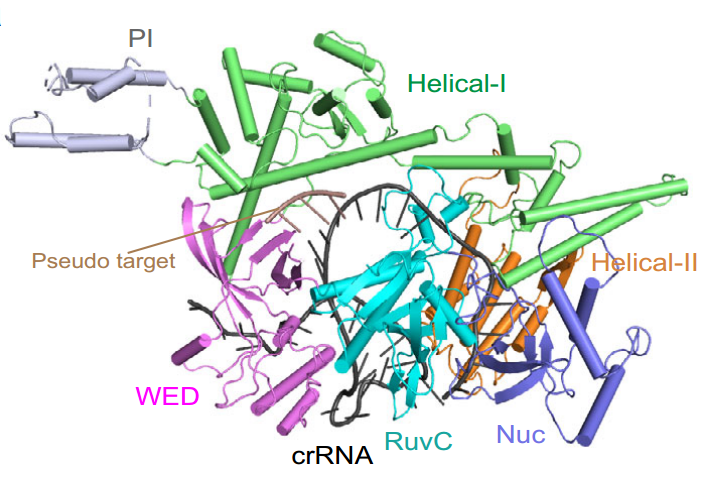 PI
Helical-I
Pseudo target
Helical-II
WED
Nuc
RuvC
crRNA